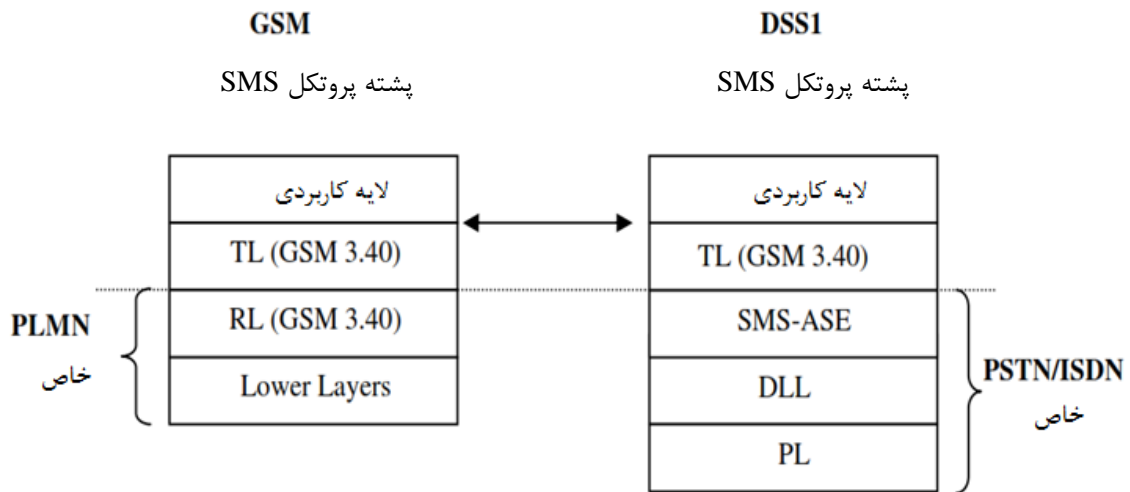 GSM
پشته پروتکل SMS
لایه کاربردی
TL (GSM 3.40)
RL (GSM 3.40)
Lower Layers
PLMN
خاص
DSS1
پشته پروتکل SMS
لایه کاربردی
TL (GSM 3.40)
SMS-ASE
DLL
PL
PSTN/ISDN
خاص